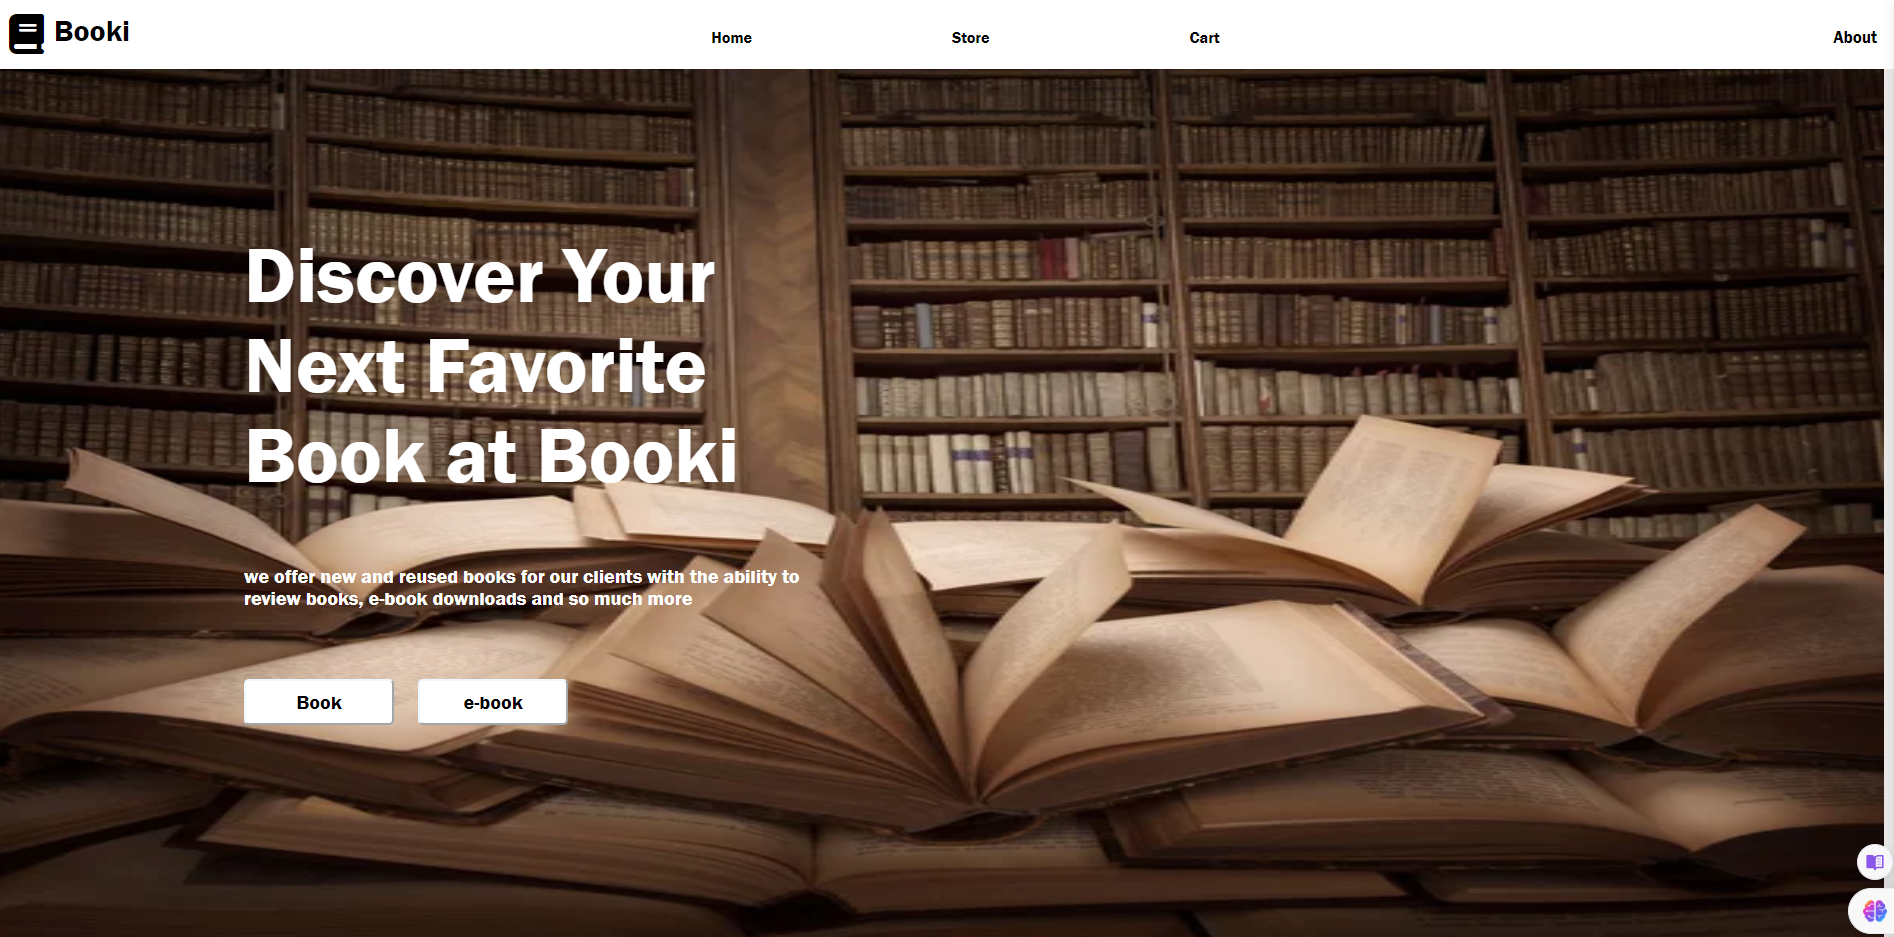 Booki
Home
Store
Cart
About
Discover Your
Next Favorite
Book at Booki
we offer new and reused books for our clients with the ability to
review books, e-book downloads and so much more
Book
e-book